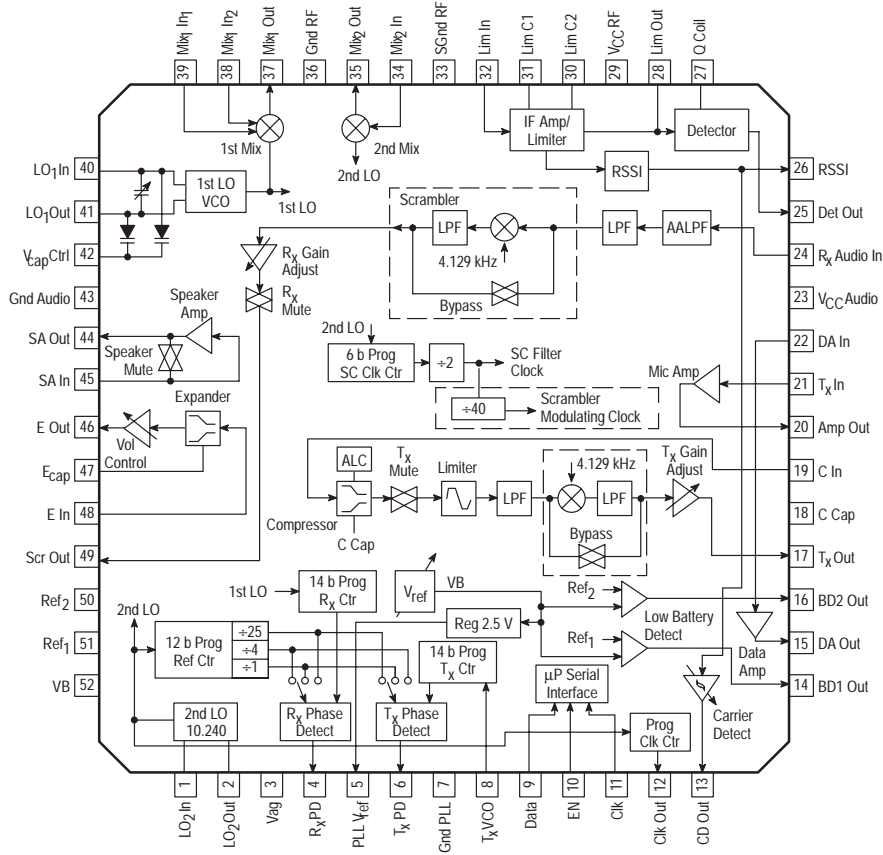 Mix1 In1
Mix1 In2
Mix1 Out
Gnd RF
Mix2 Out
Mix2 In
SGnd RF
Lim In
Lim C1
Lim C2
VCC RF
Lim Out
Q Coil
39
38
37
36
35
34
33
32
31
30
29
28
27
LO1 In
40
LO1 Out
41
Vcap Ctrl
42
Gnd Audio
43
SA Out
44
SA In
45
E Out
46
Ecap
47
E In
48
Scr Out
49
Ref2
50
Ref1
51
VB
52
26
RSSI
25
Det Out
24
Rx Audio In
23
VCC Audio
22
DA In
21
Tx In
20
Amp Out
19
C In
18
C Cap
17
Tx Out
16
BD2 Out
15
DA Out
14
BD1 Out
1st Mix
2nd Mix
2nd LO
1st LO
VCO
1st LO
IF Amp/
Limiter
Detector
RSSI
Scrambler
LPF
4.129 kHz
Bypass
LPF
AALPF
Rx Gain
Adjust
Rx
Mute
Speaker
Amp
Speaker
Mute
2nd LO
6 b Prog
SC Clk Ctr
÷2
SC Filter
Clock
÷40
Scrambler
Modulating Clock
Mic Amp
Expander
Vol
Control
ALC
Compressor
C Cap
Tx
Mute
Limiter
LPF
4.129 kHz
LPF
Bypass
Tx Gain
Adjust
1st LO
14 b Prog
Rx Ctr
Vref
VB
Ref2
Low Battery
Detect
Ref1
Reg 2.5 V
2nd LO
12 b Prog
Ref Ctr
÷25
÷4
÷1
14 b Prog
Tx Ctr
µP Serial
Interface
Data
Amp
Carrier
Detect
2nd LO
10.240
Rx Phase
Detect
Tx Phase
Detect
Prog
Clk Ctr
1
2
3
4
5
6
7
8
9
10
11
12
13
LO2 In
LO2 Out
Vag
Rx PD
PLL Vref
Tx PD
Gnd PLL
Tx VCO
Data
EN
Clk
Clk Out
CD Out